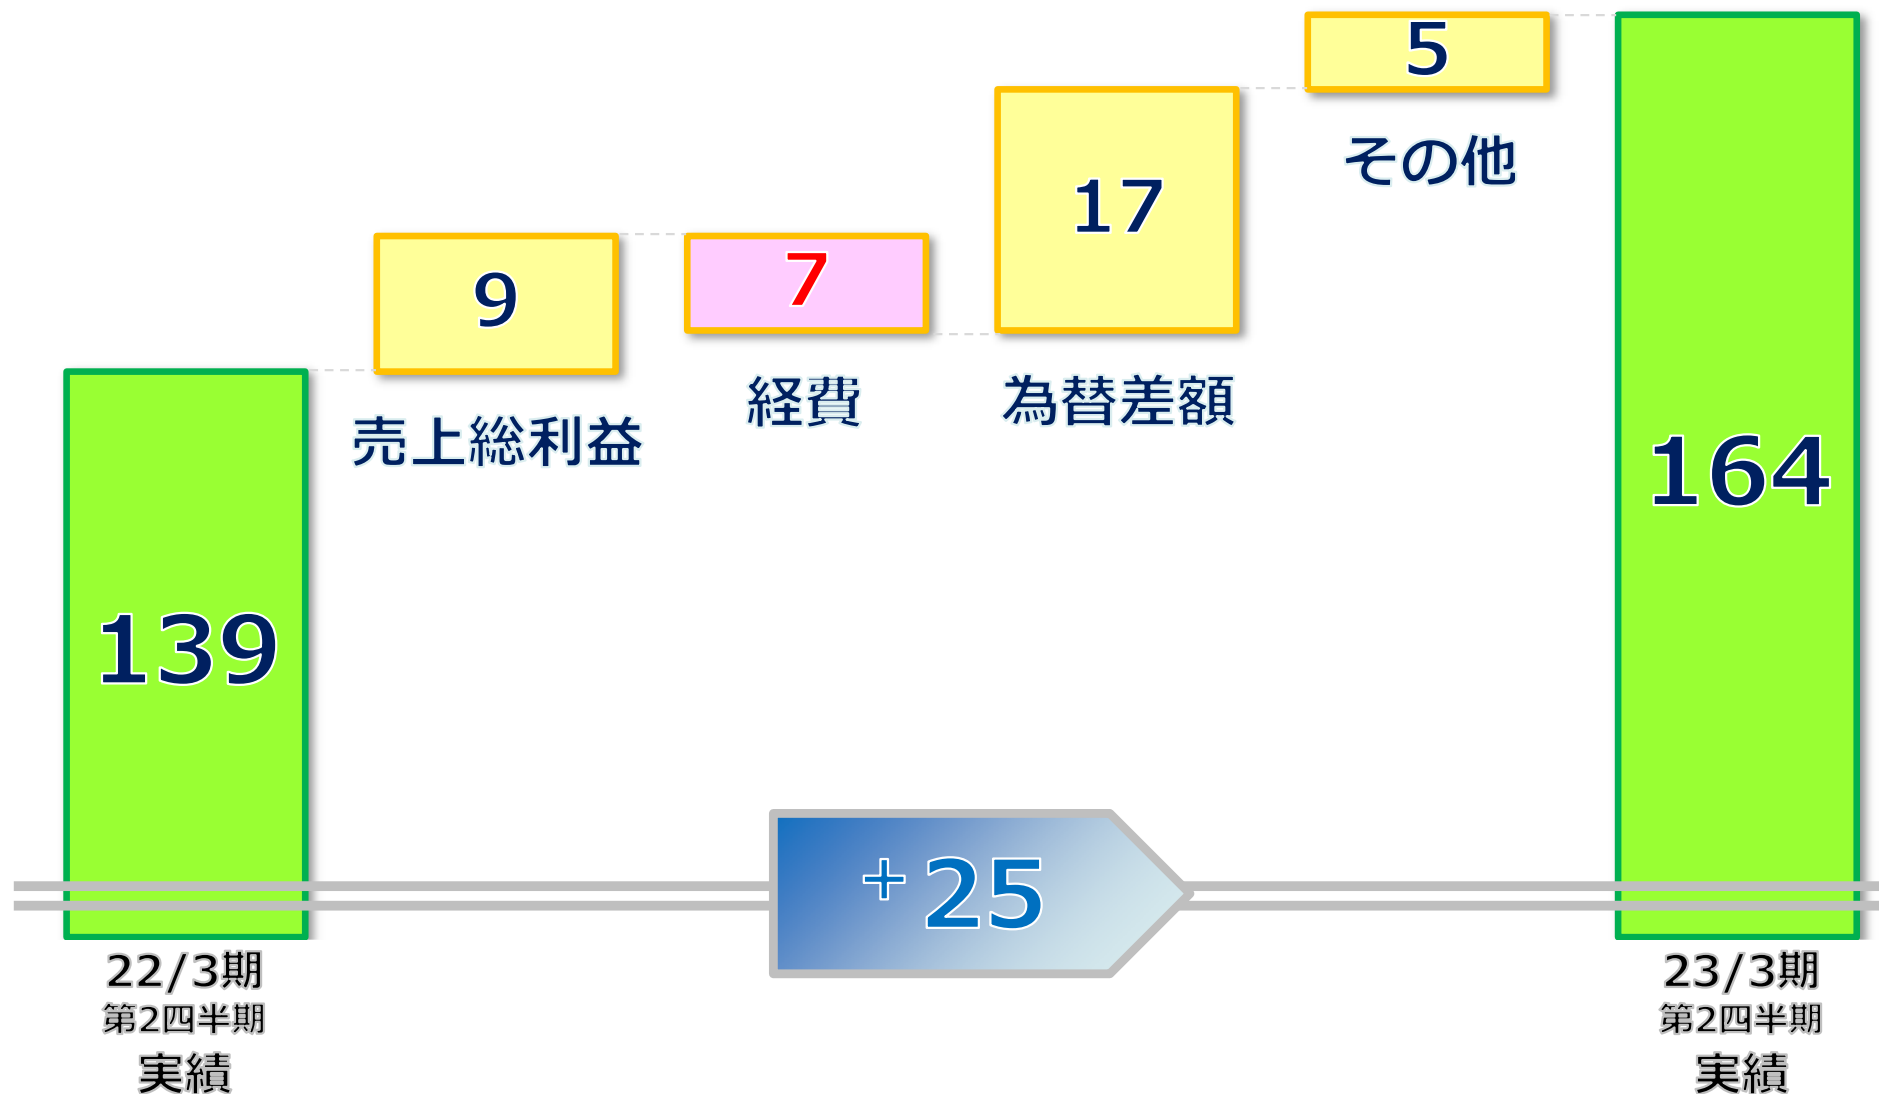 5
その他
17
為替差額
9
売上総利益
7
経費
139
164
+25
22/3期
第2四半期
実績
23/3期
第2四半期
実績